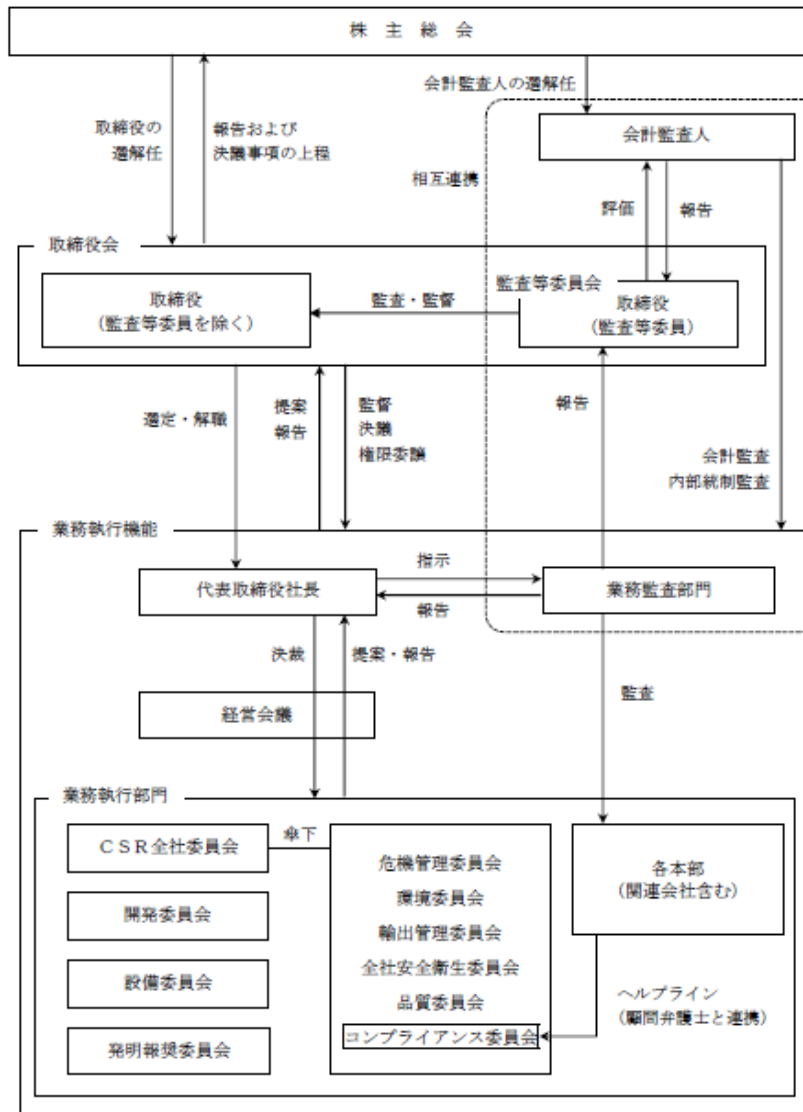 株主総会
会計監査人の選解任
取締役の
選解任
報告および
決議事項の上程
会計監査人
相互連携
評価
報告
取締役会
監査等委員会
取締役
（監査等委員を除く）
監査・監督
取締役
（監査等委員）
選定・解職
提案
報告
監督
決議
権限委譲
報告
会計監査
内部統制監査
業務執行機能
代表取締役社長
指示
報告
業務監査部門
決裁
提案・報告
経営会議
監査
業務執行部門
ＣＳＲ全社委員会
傘下
危機管理委員会
環境委員会
輸出管理委員会
全社安全衛生委員会
品質委員会
コンプライアンス委員会
各本部
（関連会社含む）
開発委員会
設備委員会
発明報奨委員会
ヘルプライン
（顧問弁護士と連携）